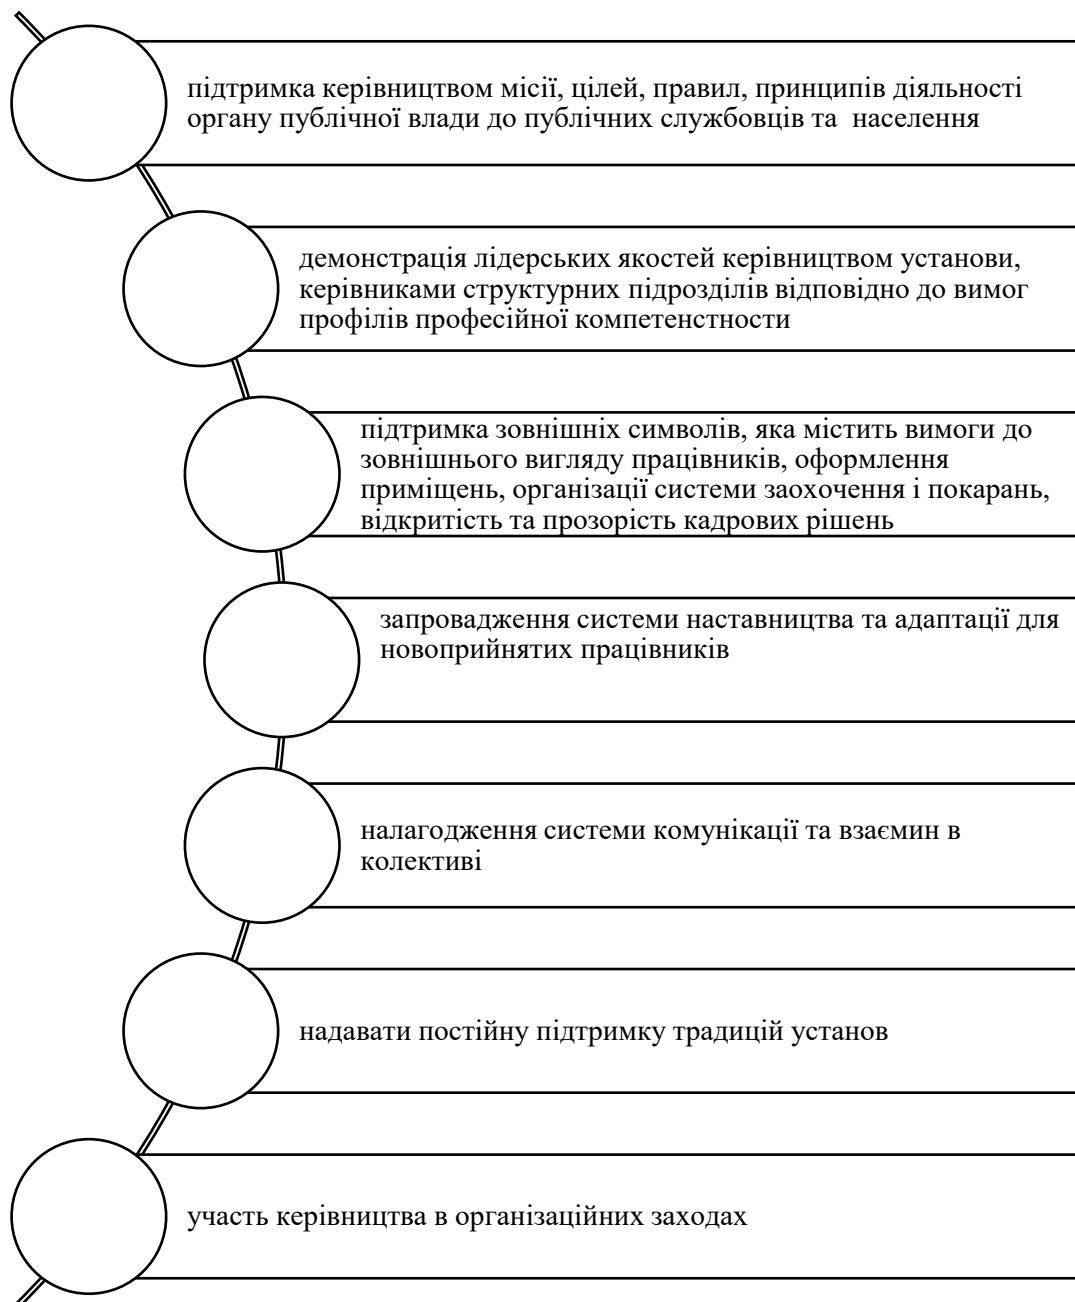 підтримка керівництвом місії, цілей, правил, принципів діяльності
органу публічної влади до публічних службовців та  населення
демонстрація лідерських якостей керівництвом установи,
керівниками структурних підрозділів відповідно до вимог
профілів професійної компетенстности
підтримка зовнішніх символів, яка містить вимоги до
зовнішнього вигляду працівників, оформлення
приміщень, організації системи заохочення і покарань,
відкритість та прозорість кадрових рішень
запровадження системи наставництва та адаптації для
новоприйнятих працівників
налагодження системи комунікації та взаємин в
колективі
надавати постійну підтримку традицій установ
участь керівництва в організаційних заходах